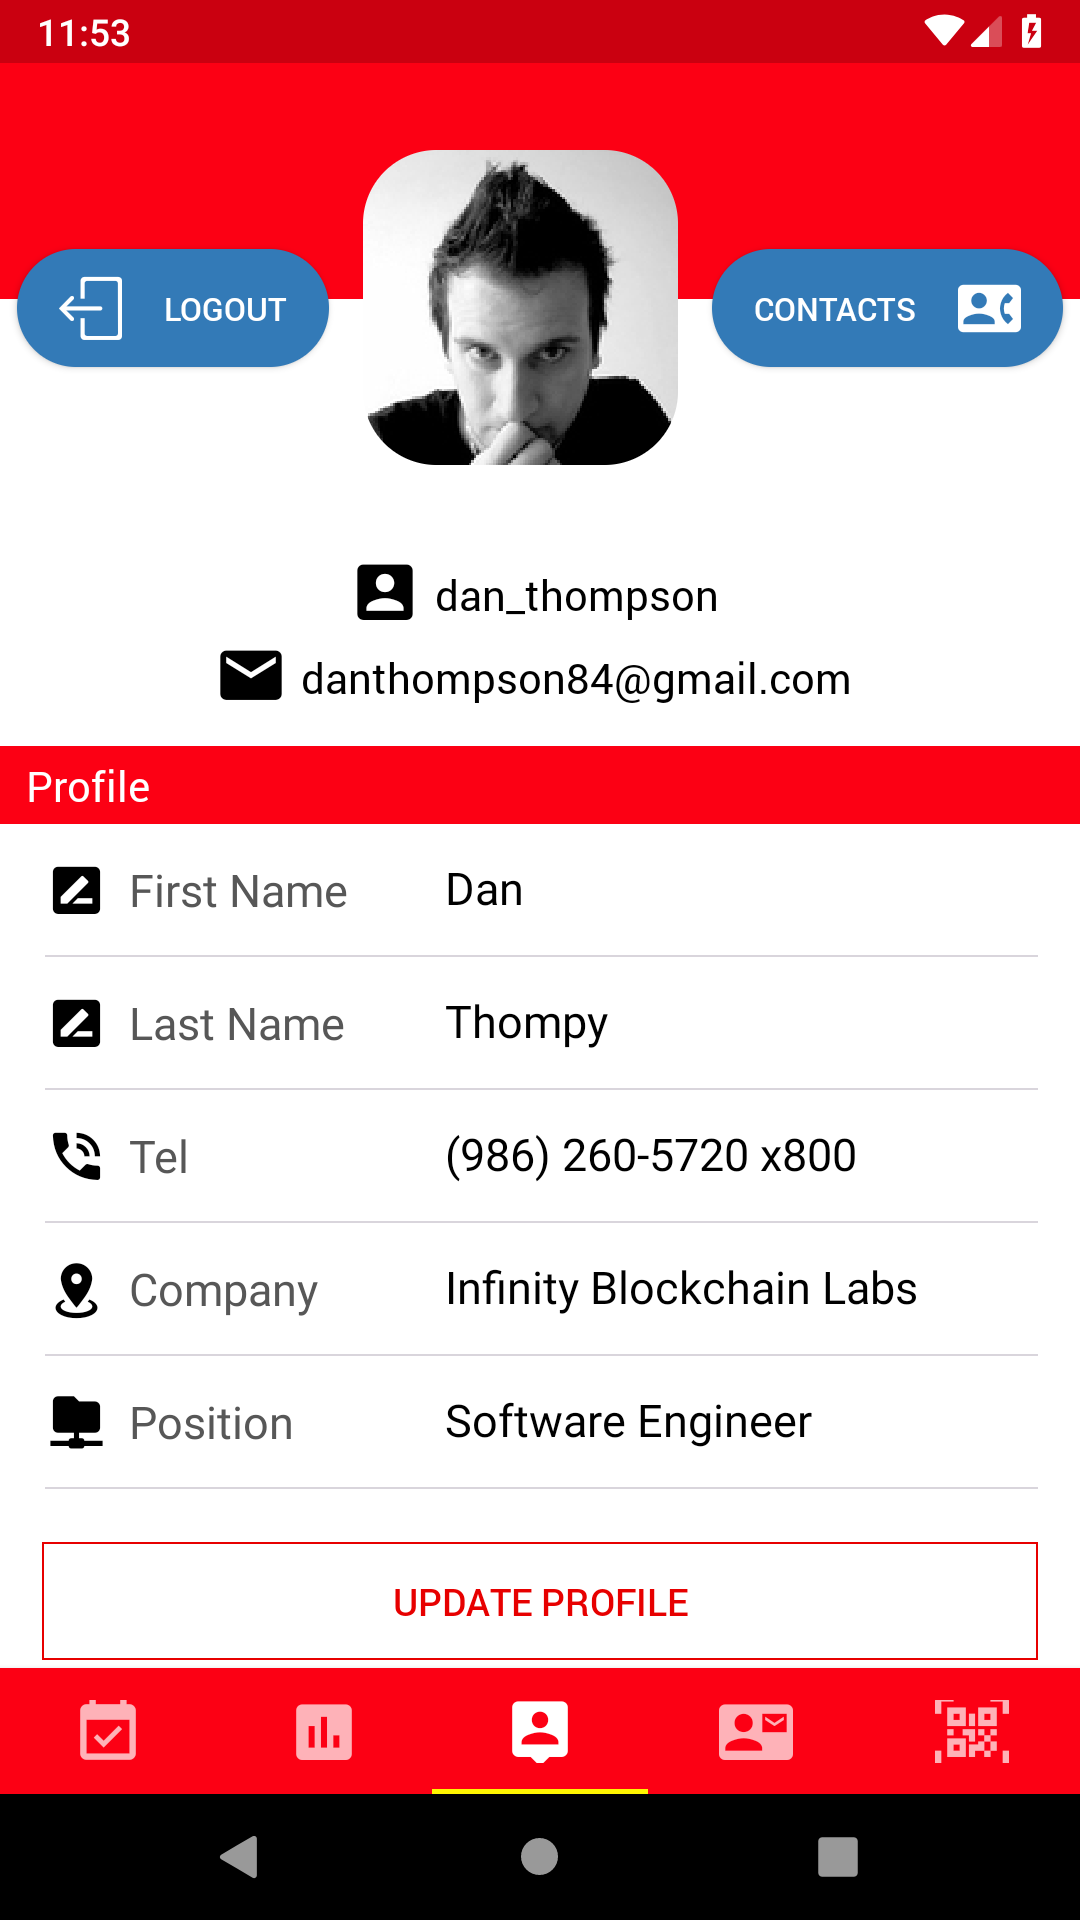 11:53
LOGOUT
CONTACTS
dan_thompson
danthompson84@gmail.com
Profile
First Name Dan
Last Name Thompy
Tel (986) 260-5720 x800
Company Infinity Blockchain Labs
Position Software Engineer
UPDATE PROFILE